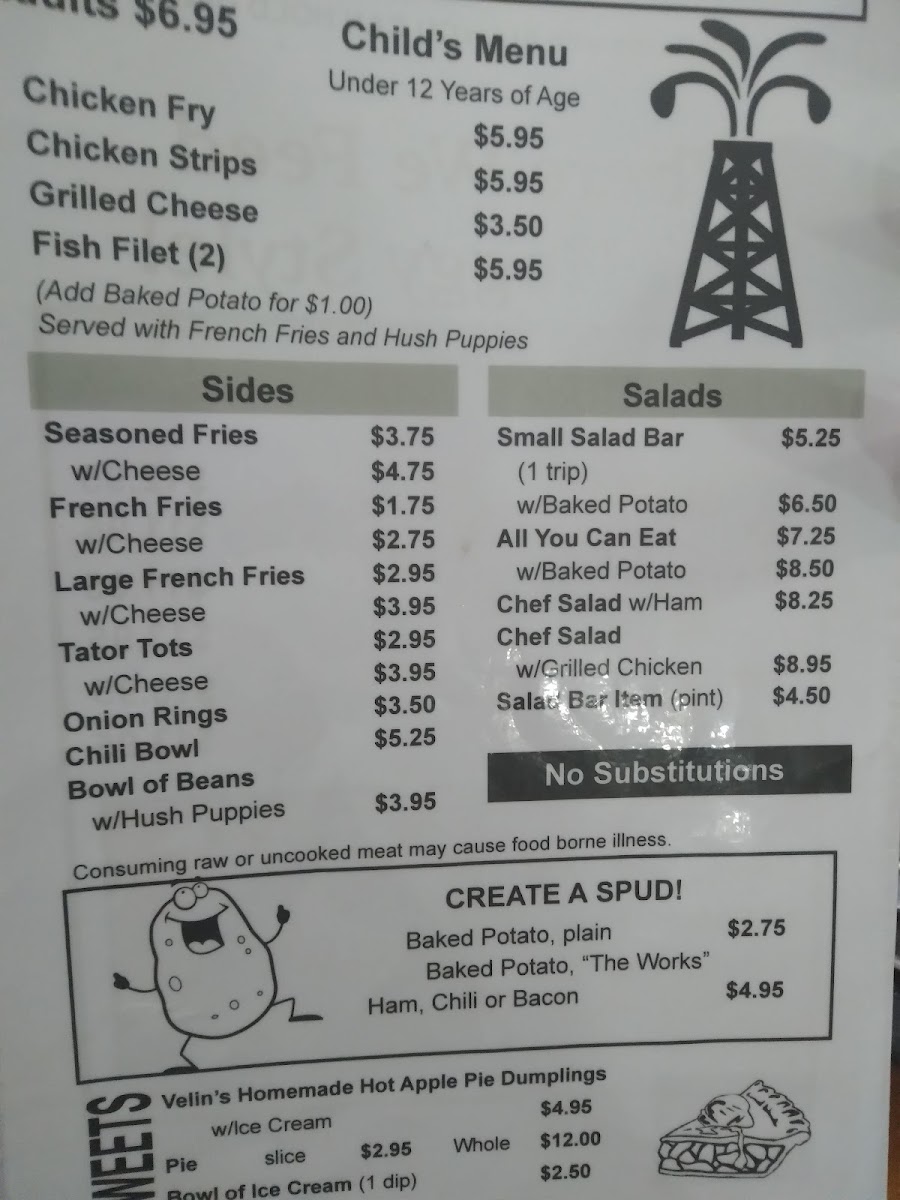 $6.95
Child's Menu
Under 12 Years of Age
Chicken Fry $5.95
Chicken Strips $5.95
Grilled Cheese $3.50
Fish Filet (2) $5.95
(Add Baked Potato for $1.00)
Served with French Fries and Hush Puppies
Sides
Seasoned Fries $3.75
w/Cheese $4.75
French Fries $1.75
w/Cheese $2.75
Large French Fries $2.95
w/Cheese $3.95
Tator Tots $2.95
w/Cheese $3.95
Onion Rings $3.50
Chili Bowl $5.25
Bowl of Beans
w/Hush Puppies $3.95
Salads
Small Salad Bar $5.25
(1 trip)
w/Baked Potato $6.50
All You Can Eat $7.25
w/Baked Potato $8.50
Chef Salad w/Ham $8.25
Chef Salad
w/Grilled Chicken $8.95
Salad Bar Item (pint) $4.50
No Substitutions
Consuming raw or uncooked meat may cause food borne illness.
CREATE A SPUD!
Baked Potato, plain $2.75
Baked Potato, “The Works”
Ham, Chili or Bacon $4.95
Velin's Homemade Hot Apple Pie Dumplings
w/Ice Cream $4.95
Pie slice $2.95 Whole $12.00
Bowl of Ice Cream (1 dip) $2.50